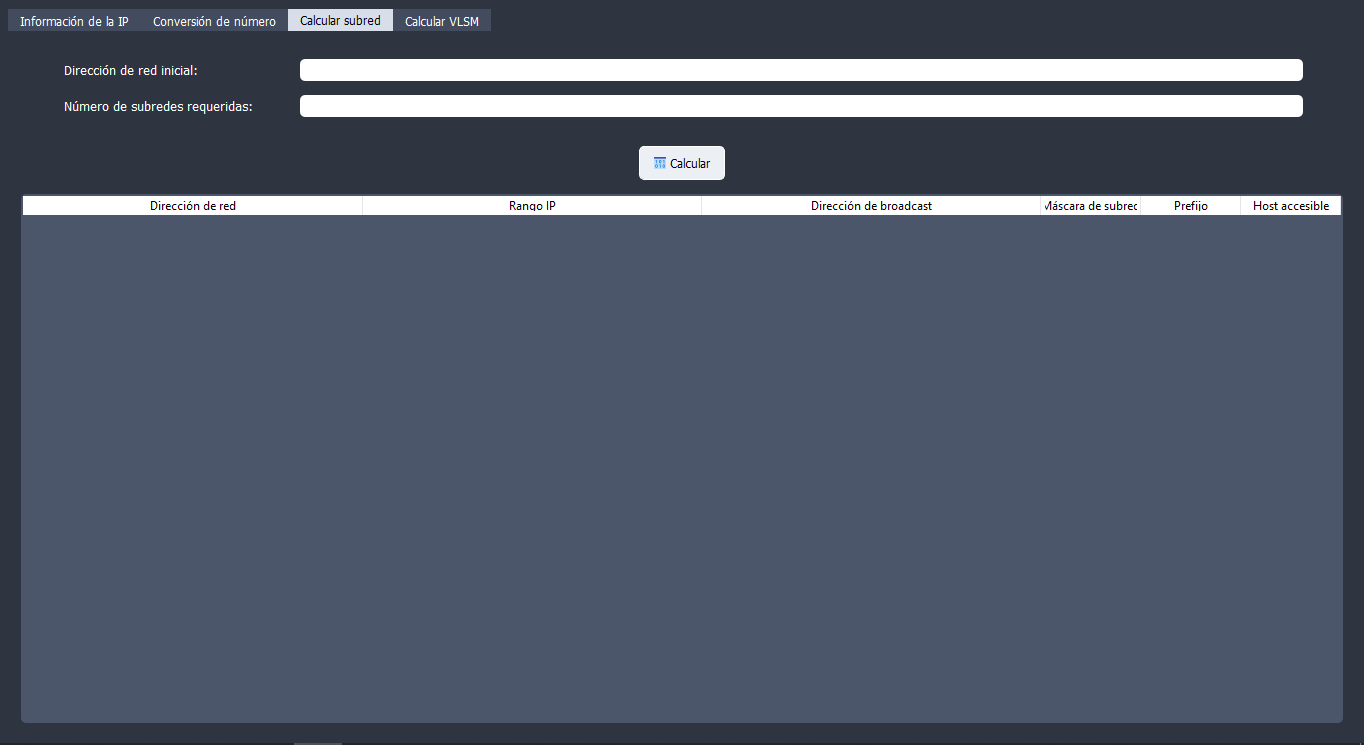 Información de la IP Conversión de número Calcular subred Calcular VLSM
Dirección de red inicial:
Número de subredes requeridas:
Calcular
Dirección de red Rango IP Dirección de broadcast Máscara de subred Prefijo Host accesible